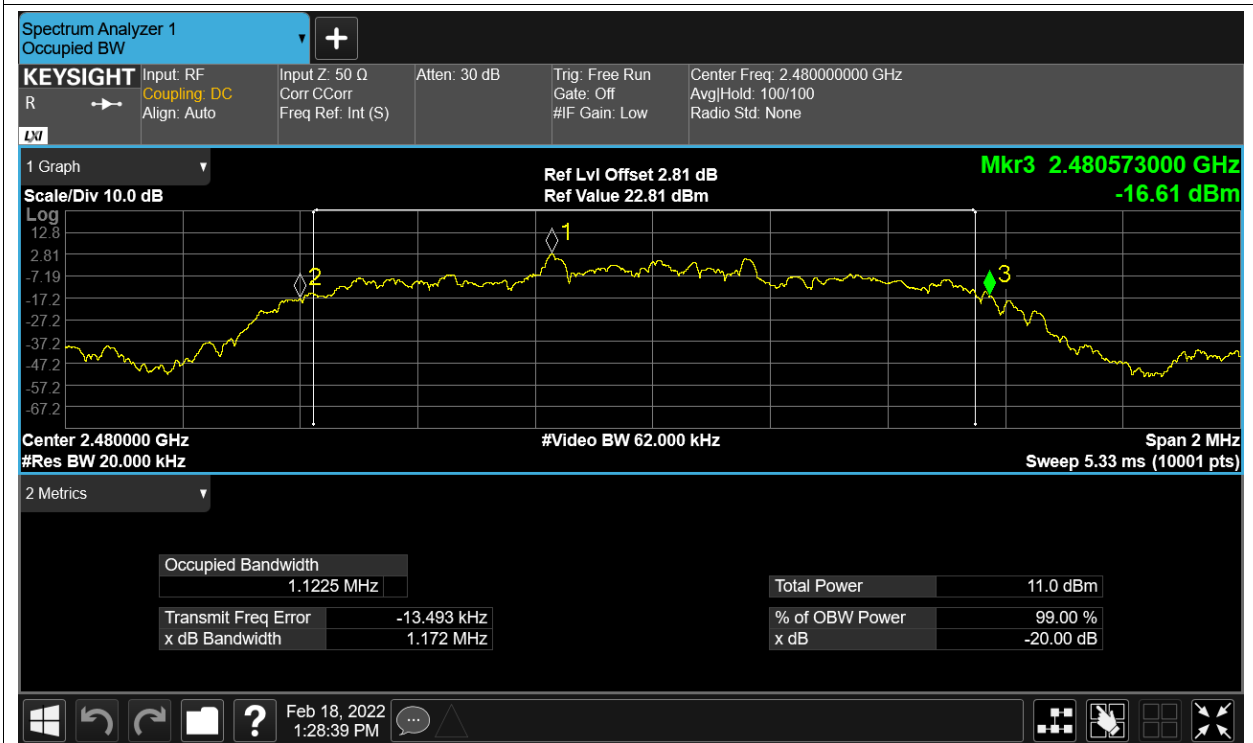 Spectrum Analyzer 1
Occupied BW
KEYSIGHT
R
LXI
Input: RF
Coupling: DC
Align: Auto
Input Z: 50 Ω
Corr CCorr
Freq Ref: Int (S)
Atten: 30 dB
Trig: Free Run
Gate: Off
#IF Gain: Low
Center Freq: 2.480000000 GHz
Avg|Hold: 100/100
Radio Std: None
1 Graph
Scale/Div 10.0 dB
Ref Lvl Offset 2.81 dB
Ref Value 22.81 dBm
Mkr3 2.480573000 GHz
-16.61 dBm
Log
12.8
2.81
-7.19
-17.2
-27.2
-37.2
-47.2
-57.2
-67.2
1
2
3
Center 2.480000 GHz
#Video BW 62.000 kHz
Span 2 MHz
#Res BW 20.000 kHz
Sweep 5.33 ms (10001 pts)
2 Metrics
Occupied Bandwidth
1.1225 MHz
Transmit Freq Error -13.493 kHz
x dB Bandwidth 1.172 MHz
Total Power 11.0 dBm
% of OBW Power 99.00 %
x dB -20.00 dB
?
Feb 18, 2022
1:28:39 PM